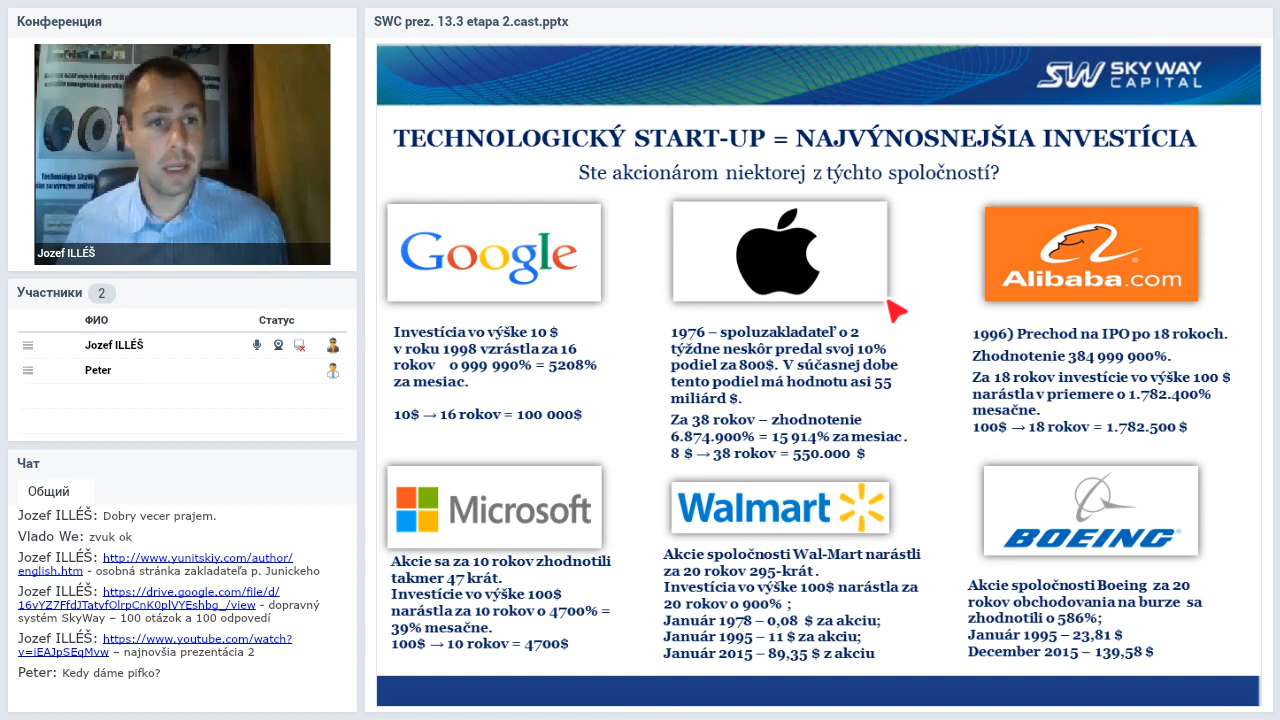 Конференция
Jozef ILLÉŠ
Участники 2
ФИО Статус
Jozef ILLÉŠ
Peter
Чат
Общий
Jozef ILLÉŠ: Dobry vecer prajem.
Vlado We: zvuk ok
Jozef ILLÉŠ: http://www.yunitskiy.com/author/
english.htm - osobná stránka zakladateľa p. Junickeho
Jozef ILLÉŠ: https://drive.google.com/file/d/
- dopravný
systém SkyWay – 100 otázok a 100 odpovedí
Jozef ILLÉŠ: https://www.youtube.com/watch?
v=iEAJpSEqMvw – najnovšia prezentácia 2
Peter: Kedy dáme pifko?
SWC prez. 13.3 etapa 2.cast.pptx
SW SKY WAY
CAPITAL
TECHNOLOGICKÝ START-UP = NAJVÝNOSNEJŠIA INVESTÍCIA
Ste akcionárom niektorej z týchto spoločností?
Google
Investícia vo výške 10 $
v roku 1998 vzrástla za 16
rokov o 999 990% = 5208%
za mesiac.
10$ → 16 rokov = 100 000$
1976 – spoluzakladateľ o 2
týždne neskôr predal svoj 10%
podiel za 800$. V súčasnej dobe
tento podiel má hodnotu asi 55
miliárd $.
Za 38 rokov – zhodnotenie
6.874.900% = 15 914% za mesiac.
8 $ → 38 rokov = 550.000 $
Alibaba.com
1996) Prechod na IPO po 18 rokoch.
Zhodnotenie 384 999 900%.
Za 18 rokov investície vo výške 100 $
narástla v priemere o 1.782.400%
mesačne.
100$ → 18 rokov = 1.782.500 $
Microsoft
Akcie sa za 10 rokov zhodnotili
takmer 47 krát.
Investície vo výške 100$
narástla za 10 rokov o 4700% =
39% mesačne.
100$ → 10 rokov = 4700$
Walmart
Akcie spoločnosti Wal-Mart narástli
za 20 rokov 295-krát.
Investícia vo výške 100$ narástla za
20 rokov o 900% ;
Január 1978 – 0,08 $ za akciu;
Január 1995 – 11 $ za akciu;
Január 2015 – 89,35 $ z akciu
BOEING
Akcie spoločnosti Boeing za 20
rokov obchodovania na burze sa
zhodnotili o 586%;
Január 1995 – 23,81 $
December 2015 – 139,58 $